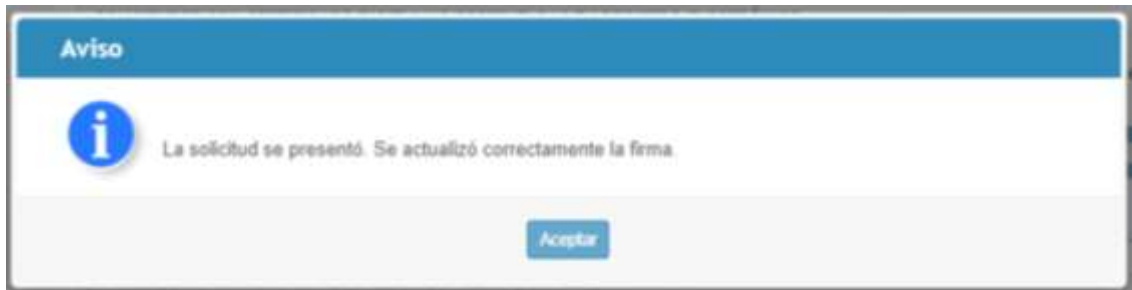 Aviso
La solicitud se presentó. Se actualizó correctamente la firma.
Aceptar